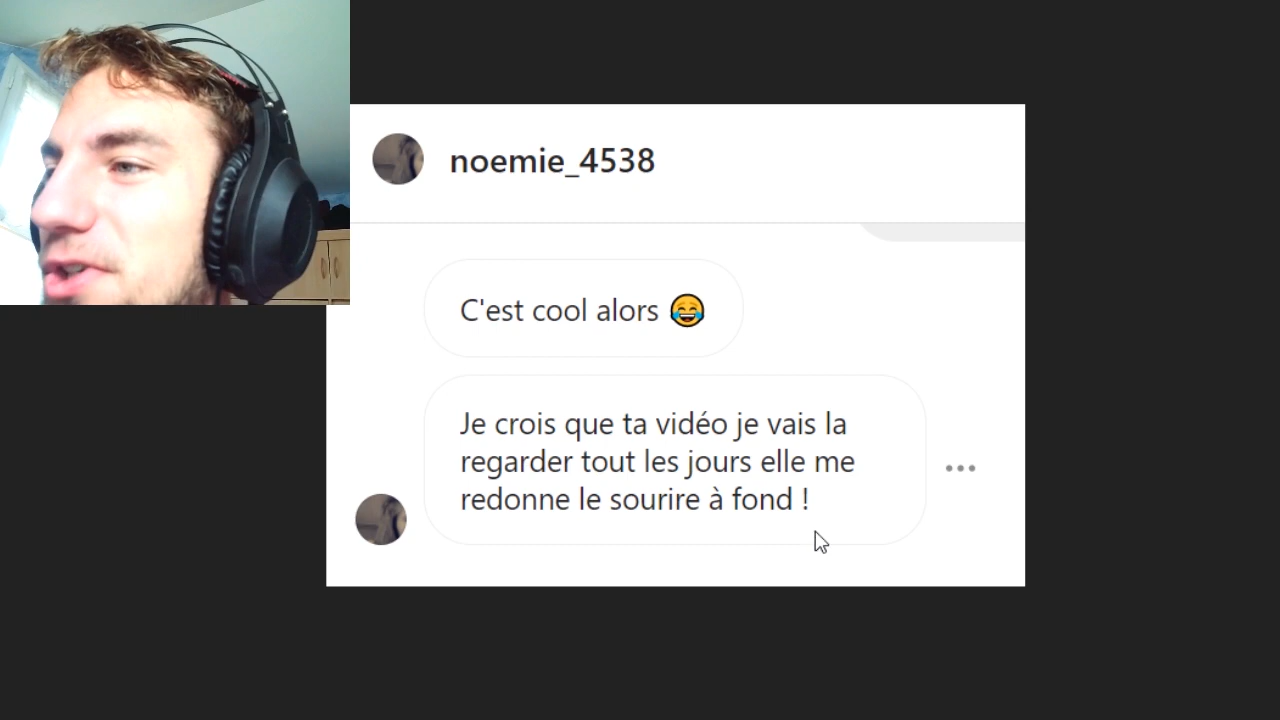 noemie_4538
C'est cool alors 😂
Je crois que ta vidéo je vais la
regarder tout les jours elle me
redonne le sourire à fond !